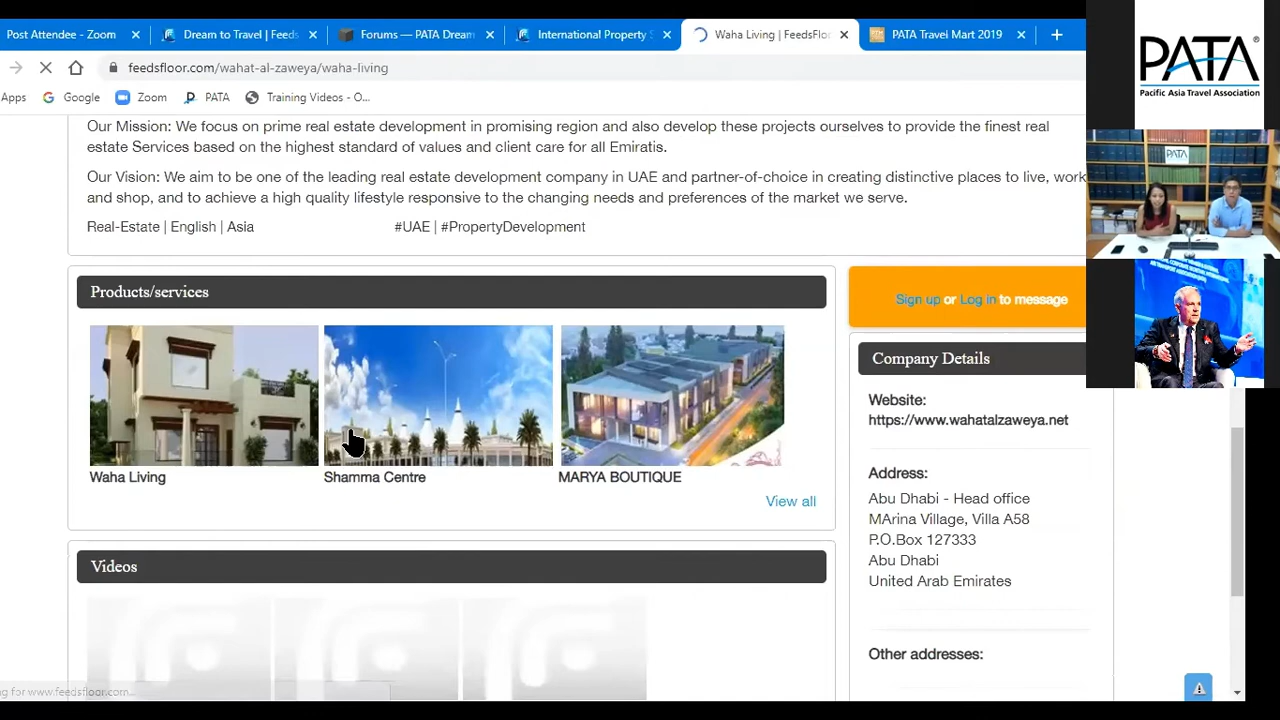 Post Attendee - Zoom
Dream to Travel | Feeds
Forums — PATA Dream
International Property S
Waha Living | FeedsFloo
PATA Travel Mart 2019
feedsfloor.com/wahat-al-zaweya/waha-living
Apps
Google
Zoom
PATA
Training Videos - O...
PATA
Pacific Asia Travel Association
PATA
Our Mission: We focus on prime real estate development in promising region and also develop these projects ourselves to provide the finest real
estate Services based on the highest standard of values and client care for all Emiratis.
Our Vision: We aim to be one of the leading real estate development company in UAE and partner-of-choice in creating distinctive places to live, work
and shop, and to achieve a high quality lifestyle responsive to the changing needs and preferences of the market we serve.
Real-Estate | English | Asia
#UAE | #PropertyDevelopment
Products/services
Waha Living
Shamma Centre
MARYA BOUTIQUE
View all
Videos
Sign up or Log in to message
Company Details
Website:
https://www.wahatalzaweya.net
Address:
Abu Dhabi - Head office
MArina Village, Villa A58
P.O.Box 127333
Abu Dhabi
United Arab Emirates
Other addresses:
ng for www.feedsfloor.com...